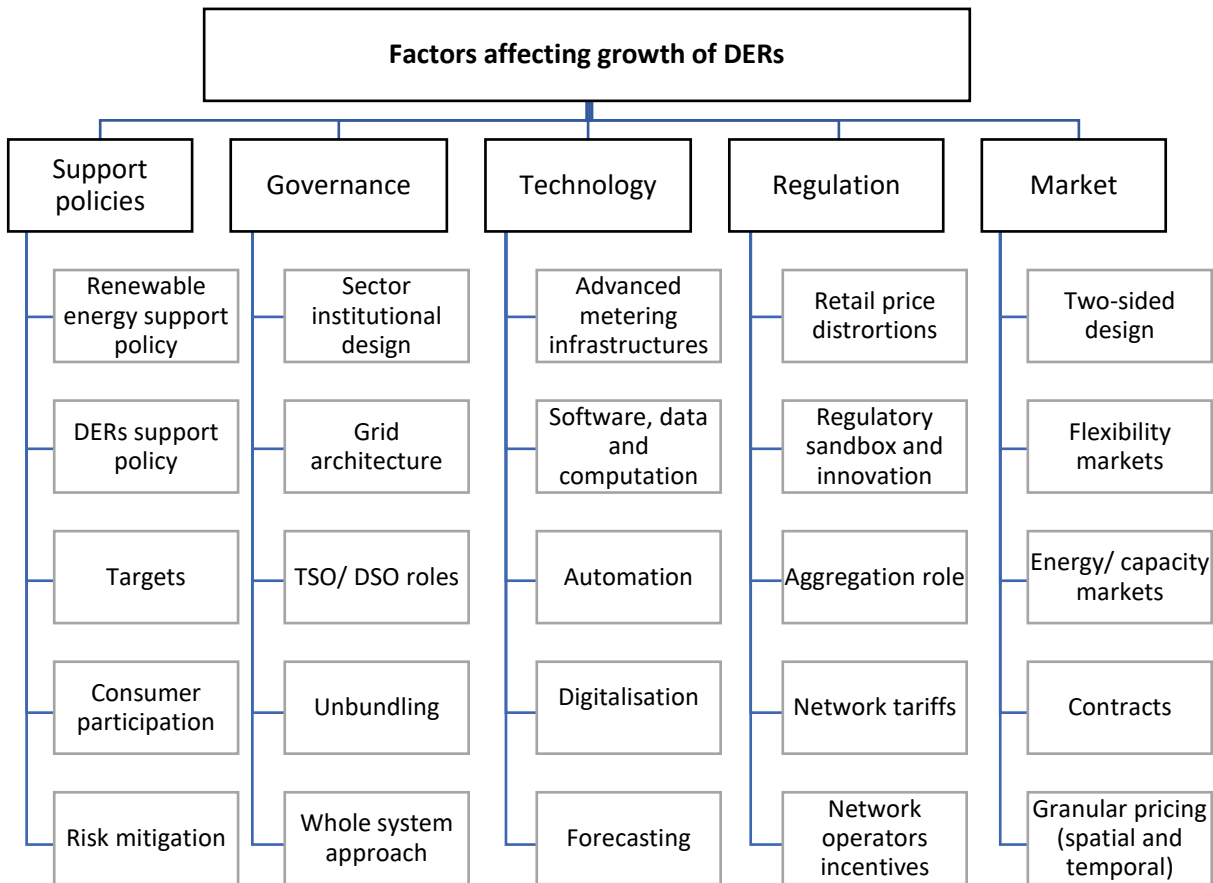 Factors affecting growth of DERs
Support
policies
Governance
Technology
Regulation
Market
Renewable
energy support
policy
Sector
institutional
design
Advanced
metering
infrastructures
Retail price
distrortions
Two-sided
design
DERs support
policy
Grid
architecture
Software, data
and
computation
Regulatory
sandbox and
innovation
Flexibility
markets
Targets
TSO/ DSO roles
Automation
Aggregation role
Energy/ capacity
markets
Consumer
participation
Unbundling
Digitalisation
Network tariffs
Contracts
Risk mitigation
Whole system
approach
Forecasting
Network
operators
incentives
Granular pricing
(spatial and
temporal)